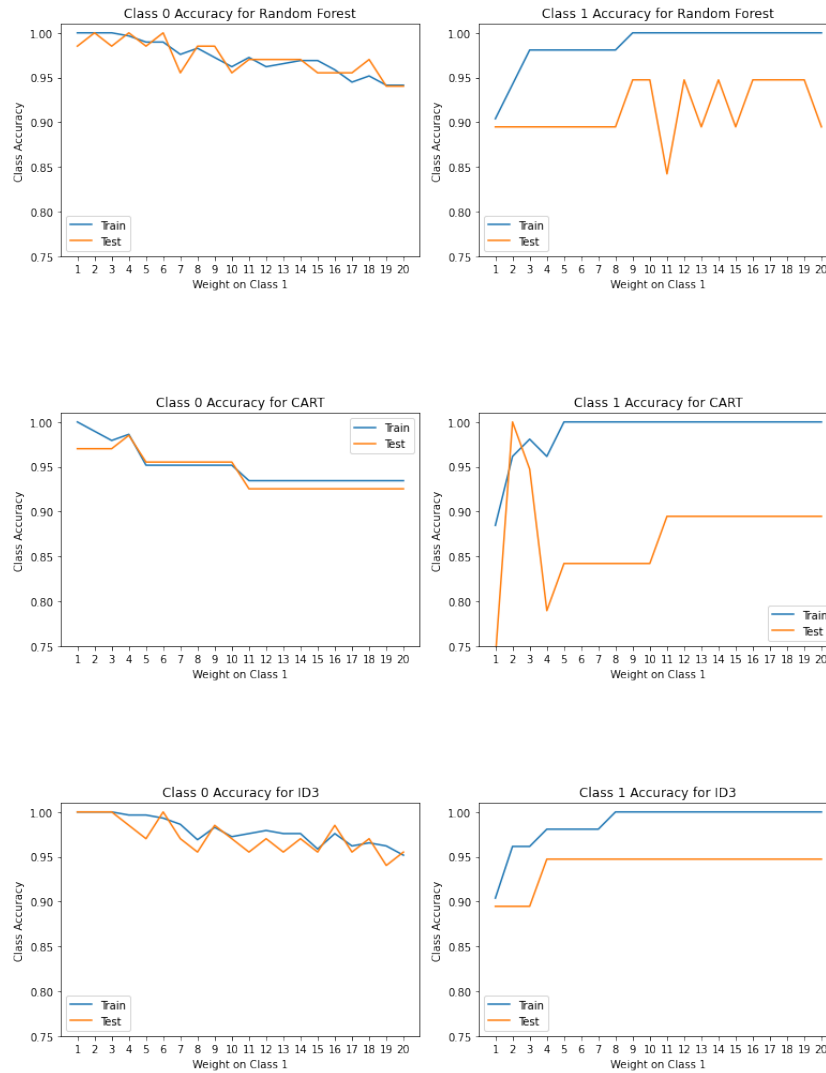 Class 0 Accuracy for Random Forest
Class Accuracy
1.00
0.95
0.90
0.85
0.80
0.75
Train
Test
1 2 3 4 5 6 7 8 9 10 11 12 13 14 15 16 17 18 19 20
Weight on Class 1
Class 1 Accuracy for Random Forest
Class Accuracy
1.00
0.95
0.90
0.85
0.80
0.75
Train
Test
1 2 3 4 5 6 7 8 9 10 11 12 13 14 15 16 17 18 19 20
Weight on Class 1
Class 0 Accuracy for CART
Class Accuracy
1.00
0.95
0.90
0.85
0.80
0.75
Train
Test
1 2 3 4 5 6 7 8 9 10 11 12 13 14 15 16 17 18 19 20
Weight on Class 1
Class 1 Accuracy for CART
Class Accuracy
1.00
0.95
0.90
0.85
0.80
0.75
Train
Test
1 2 3 4 5 6 7 8 9 10 11 12 13 14 15 16 17 18 19 20
Weight on Class 1
Class 0 Accuracy for ID3
Class Accuracy
1.00
0.95
0.90
0.85
0.80
0.75
Train
Test
1 2 3 4 5 6 7 8 9 10 11 12 13 14 15 16 17 18 19 20
Weight on Class 1
Class 1 Accuracy for ID3
Class Accuracy
1.00
0.95
0.90
0.85
0.80
0.75
Train
Test
1 2 3 4 5 6 7 8 9 10 11 12 13 14 15 16 17 18 19 20
Weight on Class 1